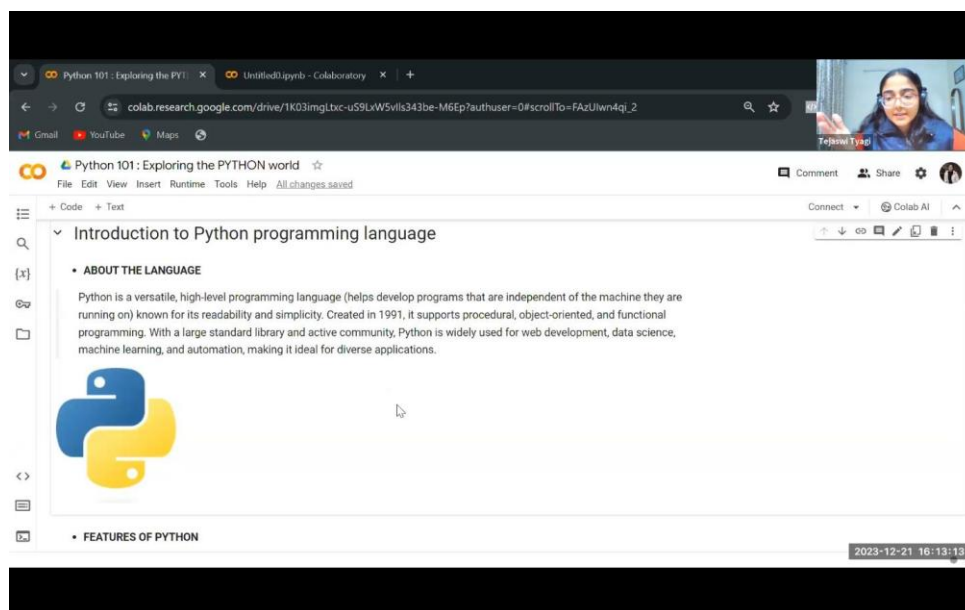 Python 101 : Exploring the PYT
Untitled0.ipynb - Colaboratory
colab.research.google.com/drive/1K03imgLtxc-uS9LxW5vIls343be-M6Ep?authuser=0#scrollTo=FAzUIwn4qi_2
Gmail YouTube Maps
Tejaswi Tyagi
CO Python 101 : Exploring the PYTHON world
File Edit View Insert Runtime Tools Help All changes saved
Comment Share
+ Code + Text
Connect Colab AI
Introduction to Python programming language
{x}
• ABOUT THE LANGUAGE
Python is a versatile, high-level programming language (helps develop programs that are independent of the machine they are
running on) known for its readability and simplicity. Created in 1991, it supports procedural, object-oriented, and functional
programming. With a large standard library and active community, Python is widely used for web development, data science,
machine learning, and automation, making it ideal for diverse applications.
• FEATURES OF PYTHON
2023-12-21 16:13:13